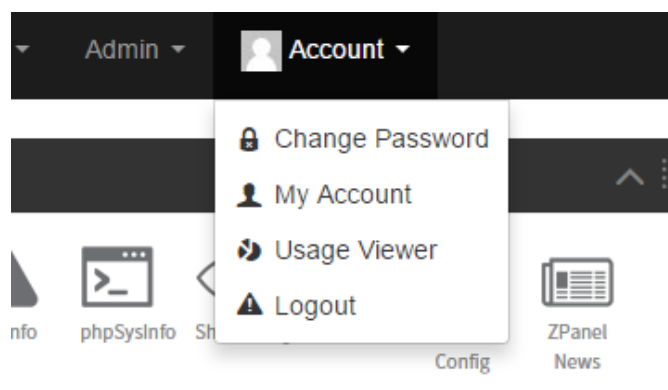 Admin
Account
Change Password
My Account
Usage Viewer
Logout
nfo
phpSysInfo
Sh
Config
ZPanel
News